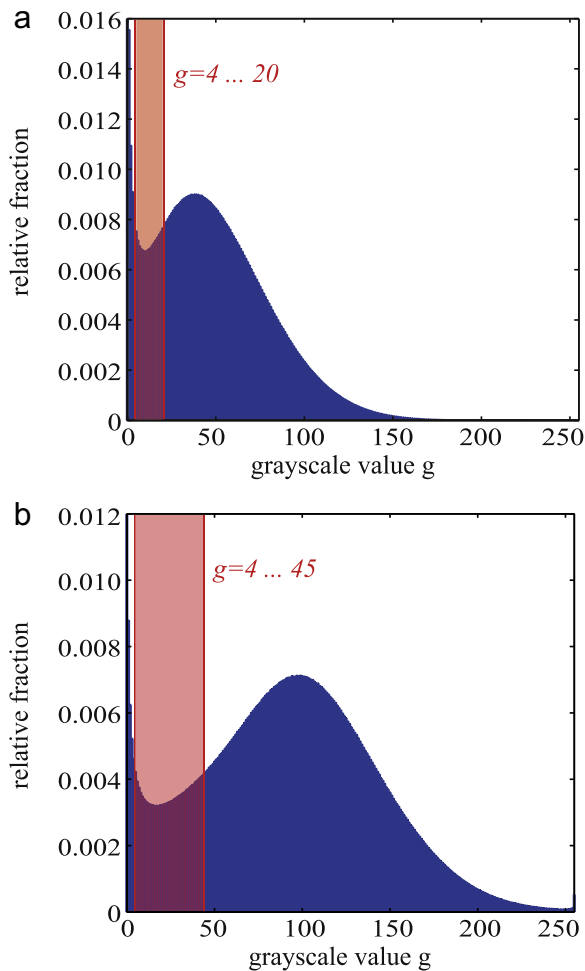 a
0.016
0.014
0.012
0.010
0.008
0.006
0.004
0.002
0
relative fraction
g=4 ... 20
0 50 100 150 200 250
grayscale value g
b
0.012
0.010
0.008
0.006
0.004
0.002
0
relative fraction
g=4 ... 45
0 50 100 150 200 250
grayscale value g